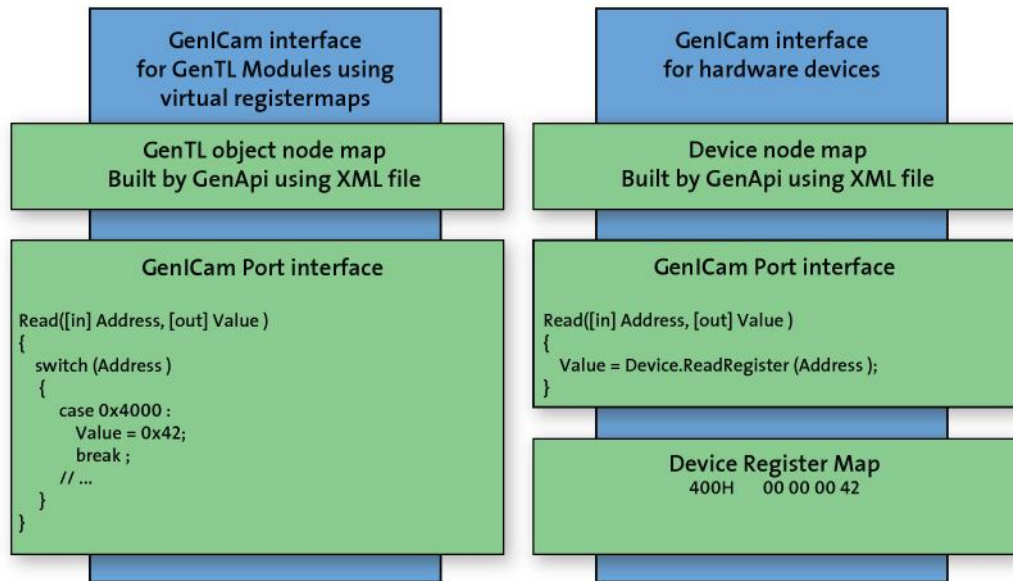 GenICam interface
for GenTL Modules using
virtual registermaps
GenTL object node map
Built by GenApi using XML file
GenICam Port interface
Read([in] Address, [out] Value )
{
switch (Address )
{
case 0x4000 :
Value = 0x42;
break ;
// ...
}
}
GenICam interface
for hardware devices
Device node map
Built by GenApi using XML file
GenICam Port interface
Read([in] Address, [out] Value )
{
Value = Device.ReadRegister (Address );
}
Device Register Map
400H 00 00 00 42